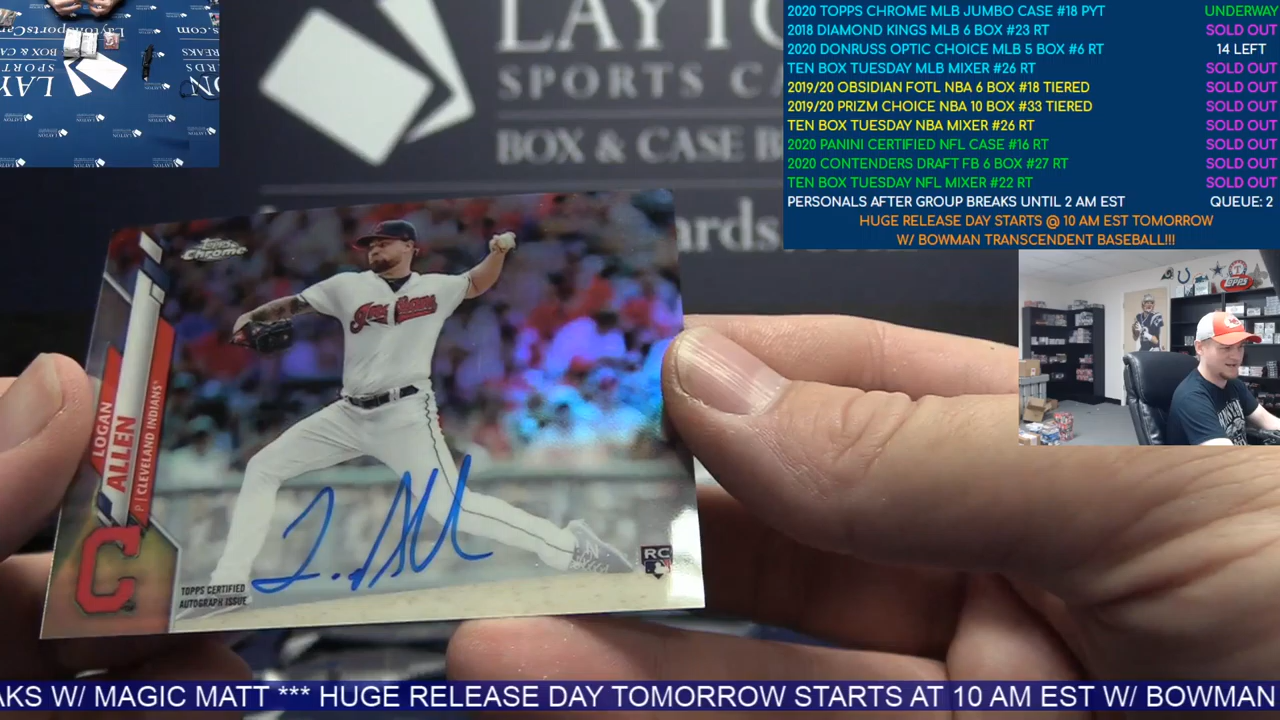 2020 TOPPS CHROME MLB JUMBO CASE #18 PYT UNDERWAY
2018 DIAMOND KINGS MLB 6 BOX #23 RT SOLD OUT
2020 DONRUSS OPTIC CHOICE MLB 5 BOX #6 RT 14 LEFT
TEN BOX TUESDAY MLB MIXER #26 RT SOLD OUT
2019/20 OBSIDIAN FOTL NBA 6 BOX #18 TIERED SOLD OUT
2019/20 PRIZM CHOICE NBA 10 BOX #33 TIERED SOLD OUT
TEN BOX TUESDAY NBA MIXER #26 RT SOLD OUT
2020 PANINI CERTIFIED NFL CASE #16 RT SOLD OUT
2020 CONTENDERS DRAFT FB 6 BOX #27 RT SOLD OUT
TEN BOX TUESDAY NFL MIXER #22 RT SOLD OUT
PERSONALS AFTER GROUP BREAKS UNTIL 2 AM EST QUEUE: 2
HUGE RELEASE DAY STARTS @ 10 AM EST TOMORROW
W/ BOWMAN TRANSCENDENT BASEBALL!!!
LAYTO
SPORTS CA
BOX & CASE B
ards
Topps
Chrome
Indians
LOGAN
ALLEN
P | CLEVELAND INDIANS
C
TOPPS CERTIFIED
AUTOGRAPH ISSUE
RC
TOPPS
AKS W/ MAGIC MATT *** HUGE RELEASE DAY TOMORROW STARTS AT 10 AM EST W/ BOWMAN